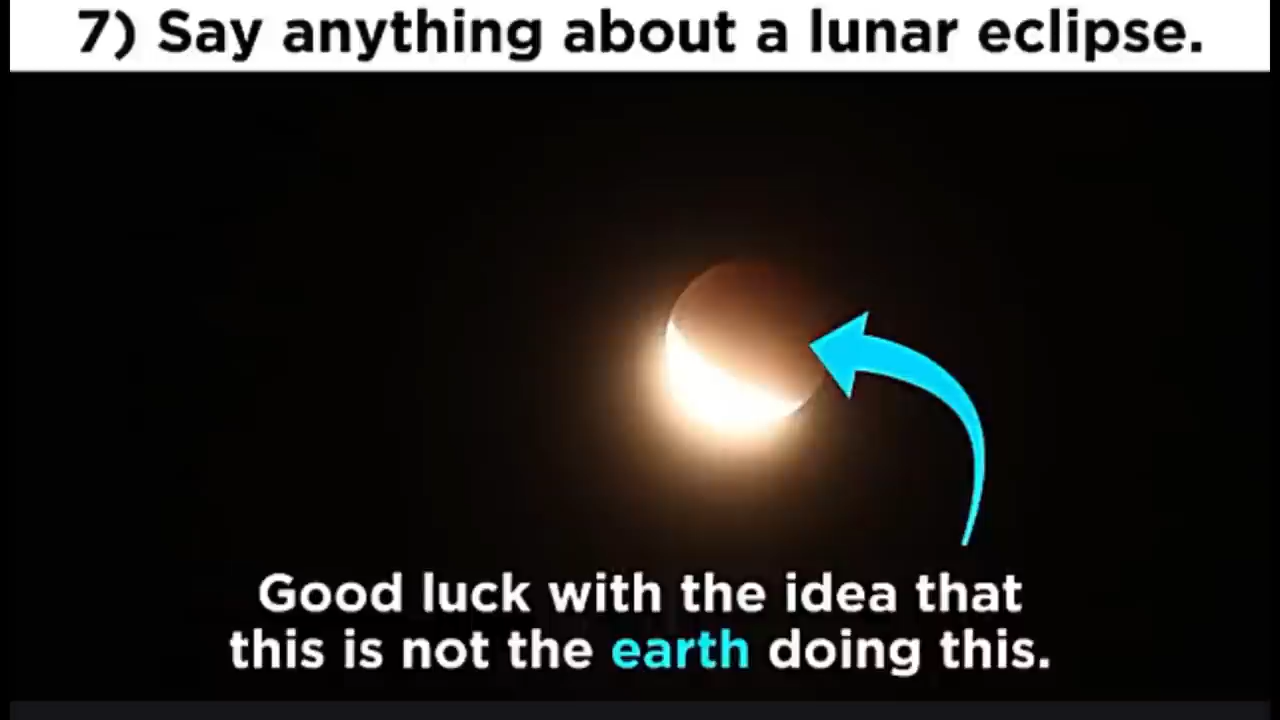 7) Say anything about a lunar eclipse.
Good luck with the idea that
this is not the earth doing this.